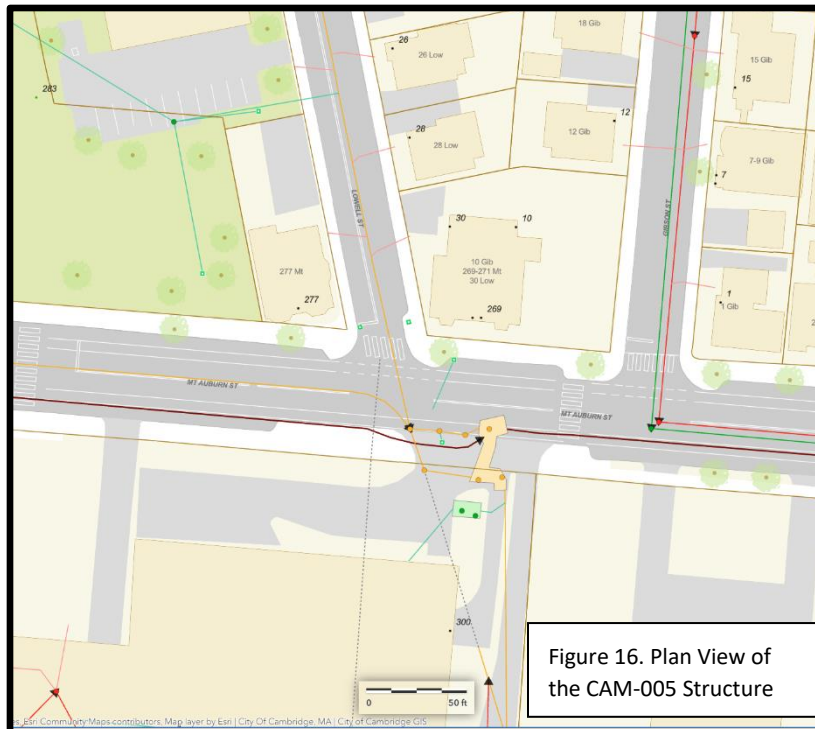 18 Gib
26
26 Low
15 Gib
15
283
12
28
12 Gib
28 Low
7-9 Gib
7
LOWELL ST
GIBSON ST
30
10
10 Gib
269-271 Mt
30 Low
277 Mt
277
269
1
1 Gib
2
MT AUBURN ST
MT AUBURN ST
300
Figure 16. Plan View of
the CAM-005 Structure
0 50 ft
Esri Community Maps contributors, Map layer by Esri | City Of Cambridge, MA | City of Cambridge GIS